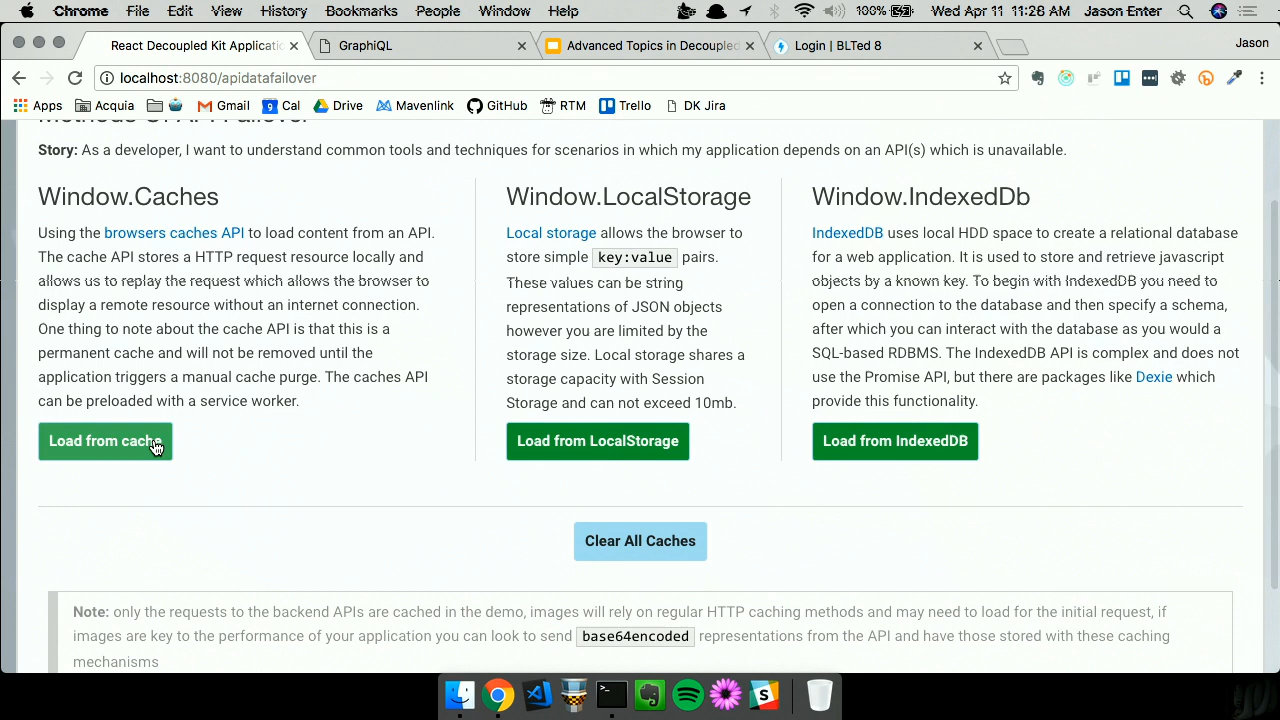 Chrome File Edit View History Bookmarks People Window Help 100% Wed Apr 11 11:28 AM Jason Enter
React Decoupled Kit Applicatio GraphiQL Advanced Topics in Decoupled Login | BLTed 8 Jason
localhost:8080/apidatafailover
Apps Acquia Gmail 9 Cal Drive Mavenlink GitHub RTM Trello DK Jira
Methods Of API Failover
Story: As a developer, I want to understand common tools and techniques for scenarios in which my application depends on an API(s) which is unavailable.
Window.Caches
Using the browsers caches API to load content from an API.
The cache API stores a HTTP request resource locally and
allows us to replay the request which allows the browser to
display a remote resource without an internet connection.
One thing to note about the cache API is that this is a
permanent cache and will not be removed until the
application triggers a manual cache purge. The caches API
can be preloaded with a service worker.
Load from cache
Window.LocalStorage
Local storage allows the browser to
store simple key:value pairs.
These values can be string
representations of JSON objects
however you are limited by the
storage size. Local storage shares a
storage capacity with Session
Storage and can not exceed 10mb.
Load from LocalStorage
Window.IndexedDb
IndexedDB uses local HDD space to create a relational database
for a web application. It is used to store and retrieve javascript
objects by a known key. To begin with IndexedDB you need to
open a connection to the database and then specify a schema,
after which you can interact with the database as you would a
SQL-based RDBMS. The IndexedDB API is complex and does not
use the Promise API, but there are packages like Dexie which
provide this functionality.
Load from IndexedDB
Clear All Caches
Note: only the requests to the backend APIs are cached in the demo, images will rely on regular HTTP caching methods and may need to load for the initial request, if
images are key to the performance of your application you can look to send base64encoded representations from the API and have those stored with these caching
mechanisms